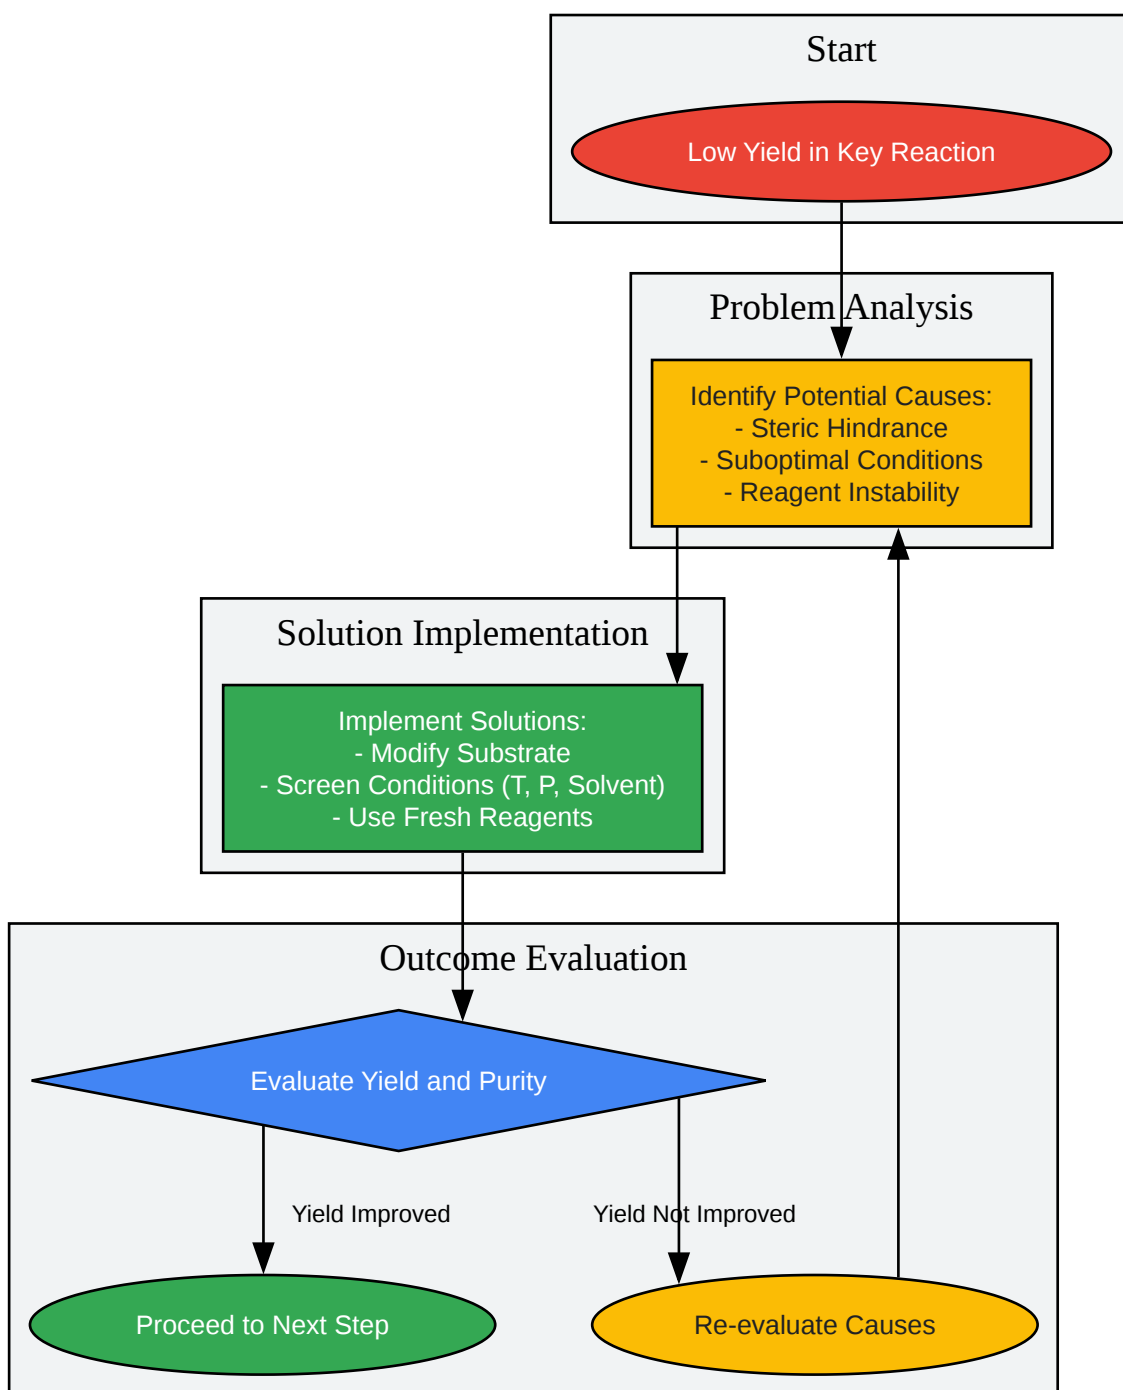 Start
Low Yield in Key Reaction
Problem Analysis
Identify Potential Causes:
- Steric Hindrance
- Suboptimal Conditions
- Reagent Instability
Solution Implementation
Implement Solutions:
- Modify Substrate
- Screen Conditions (T, P, Solvent)
- Use Fresh Reagents
Outcome Evaluation
Evaluate Yield and Purity
Yield Improved
Yield Not Improved
Proceed to Next Step
Re-evaluate Causes